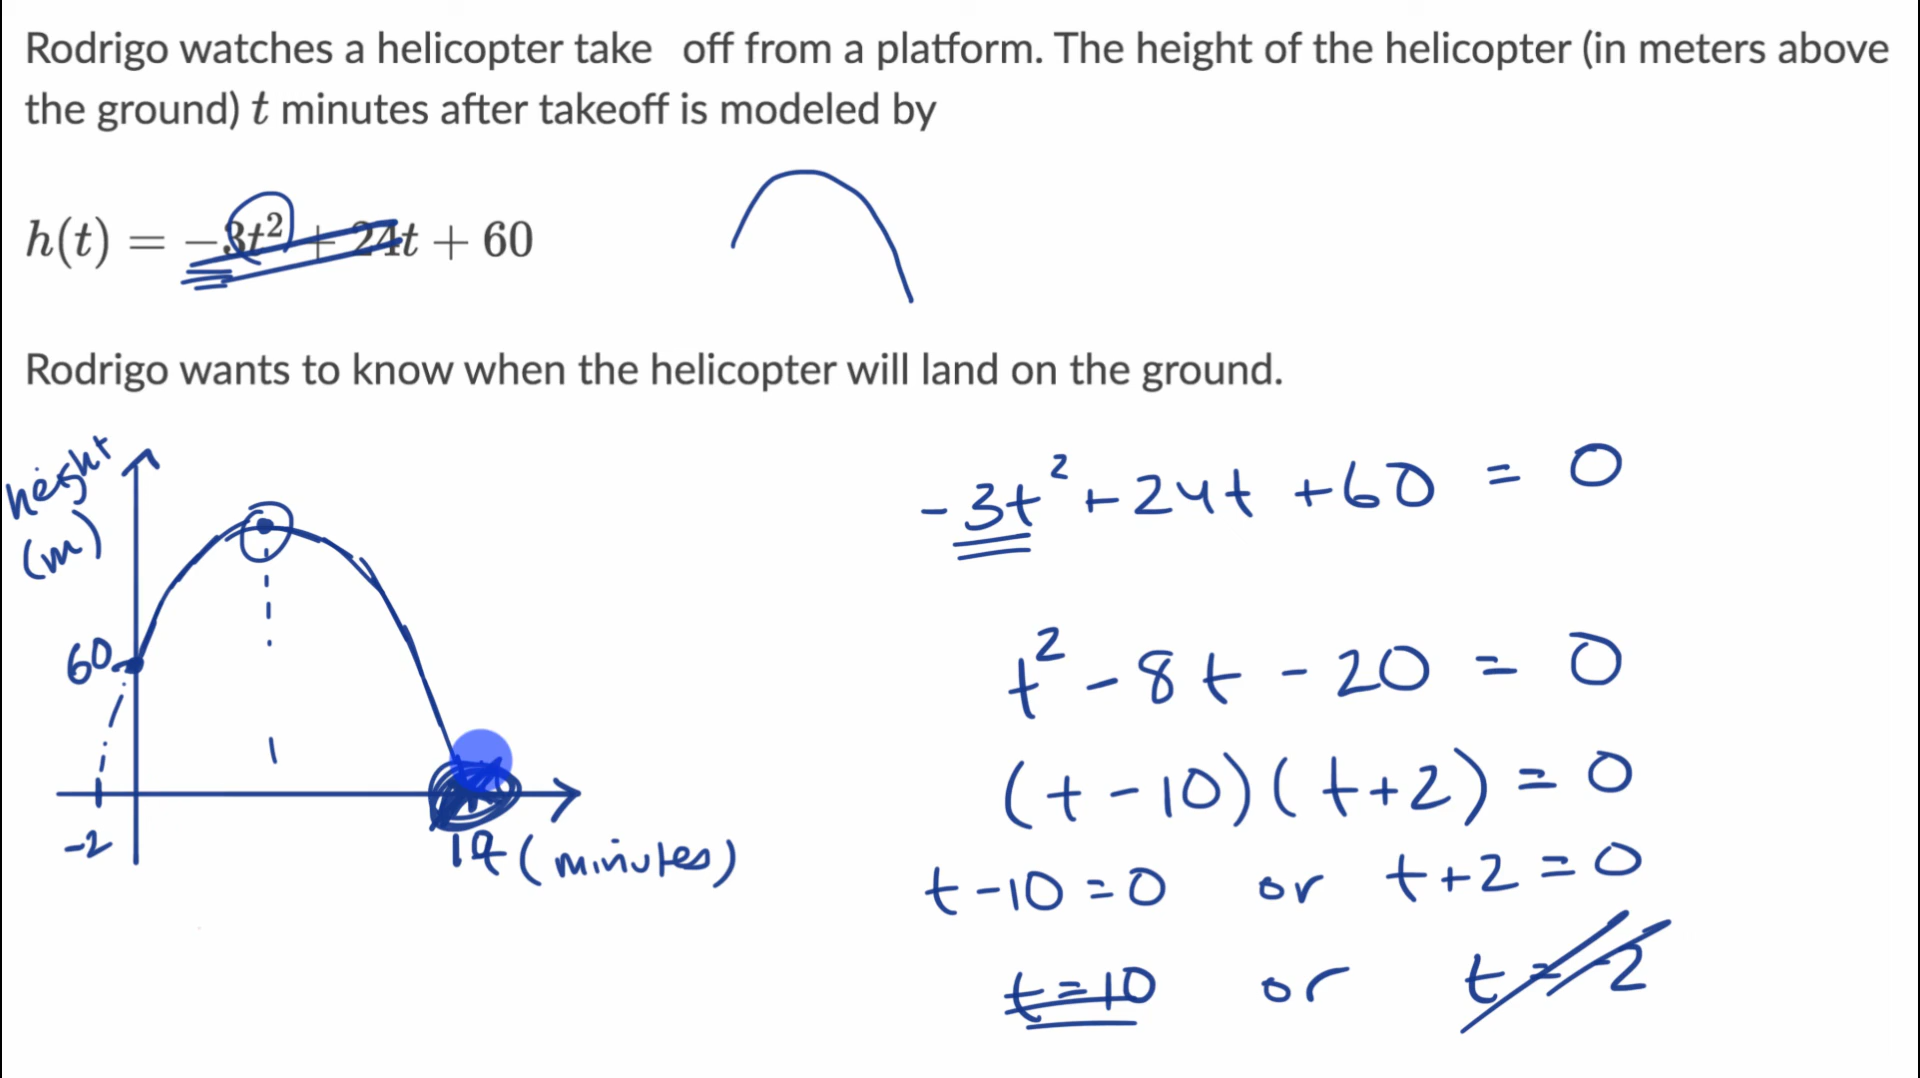 Rodrigo watches a helicopter take off from a platform. The height of the helicopter (in meters above
the ground) t minutes after takeoff is modeled by
h(t) = −3t² + 24t + 60
Rodrigo wants to know when the helicopter will land on the ground.
height
(m)
60
-2
(minutes)
-3t² + 24t + 60 = 0
t² - 8t - 20 = 0
(t - 10)(t + 2) = 0
t - 10 = 0 or t + 2 = 0
t = 10 or t = -2